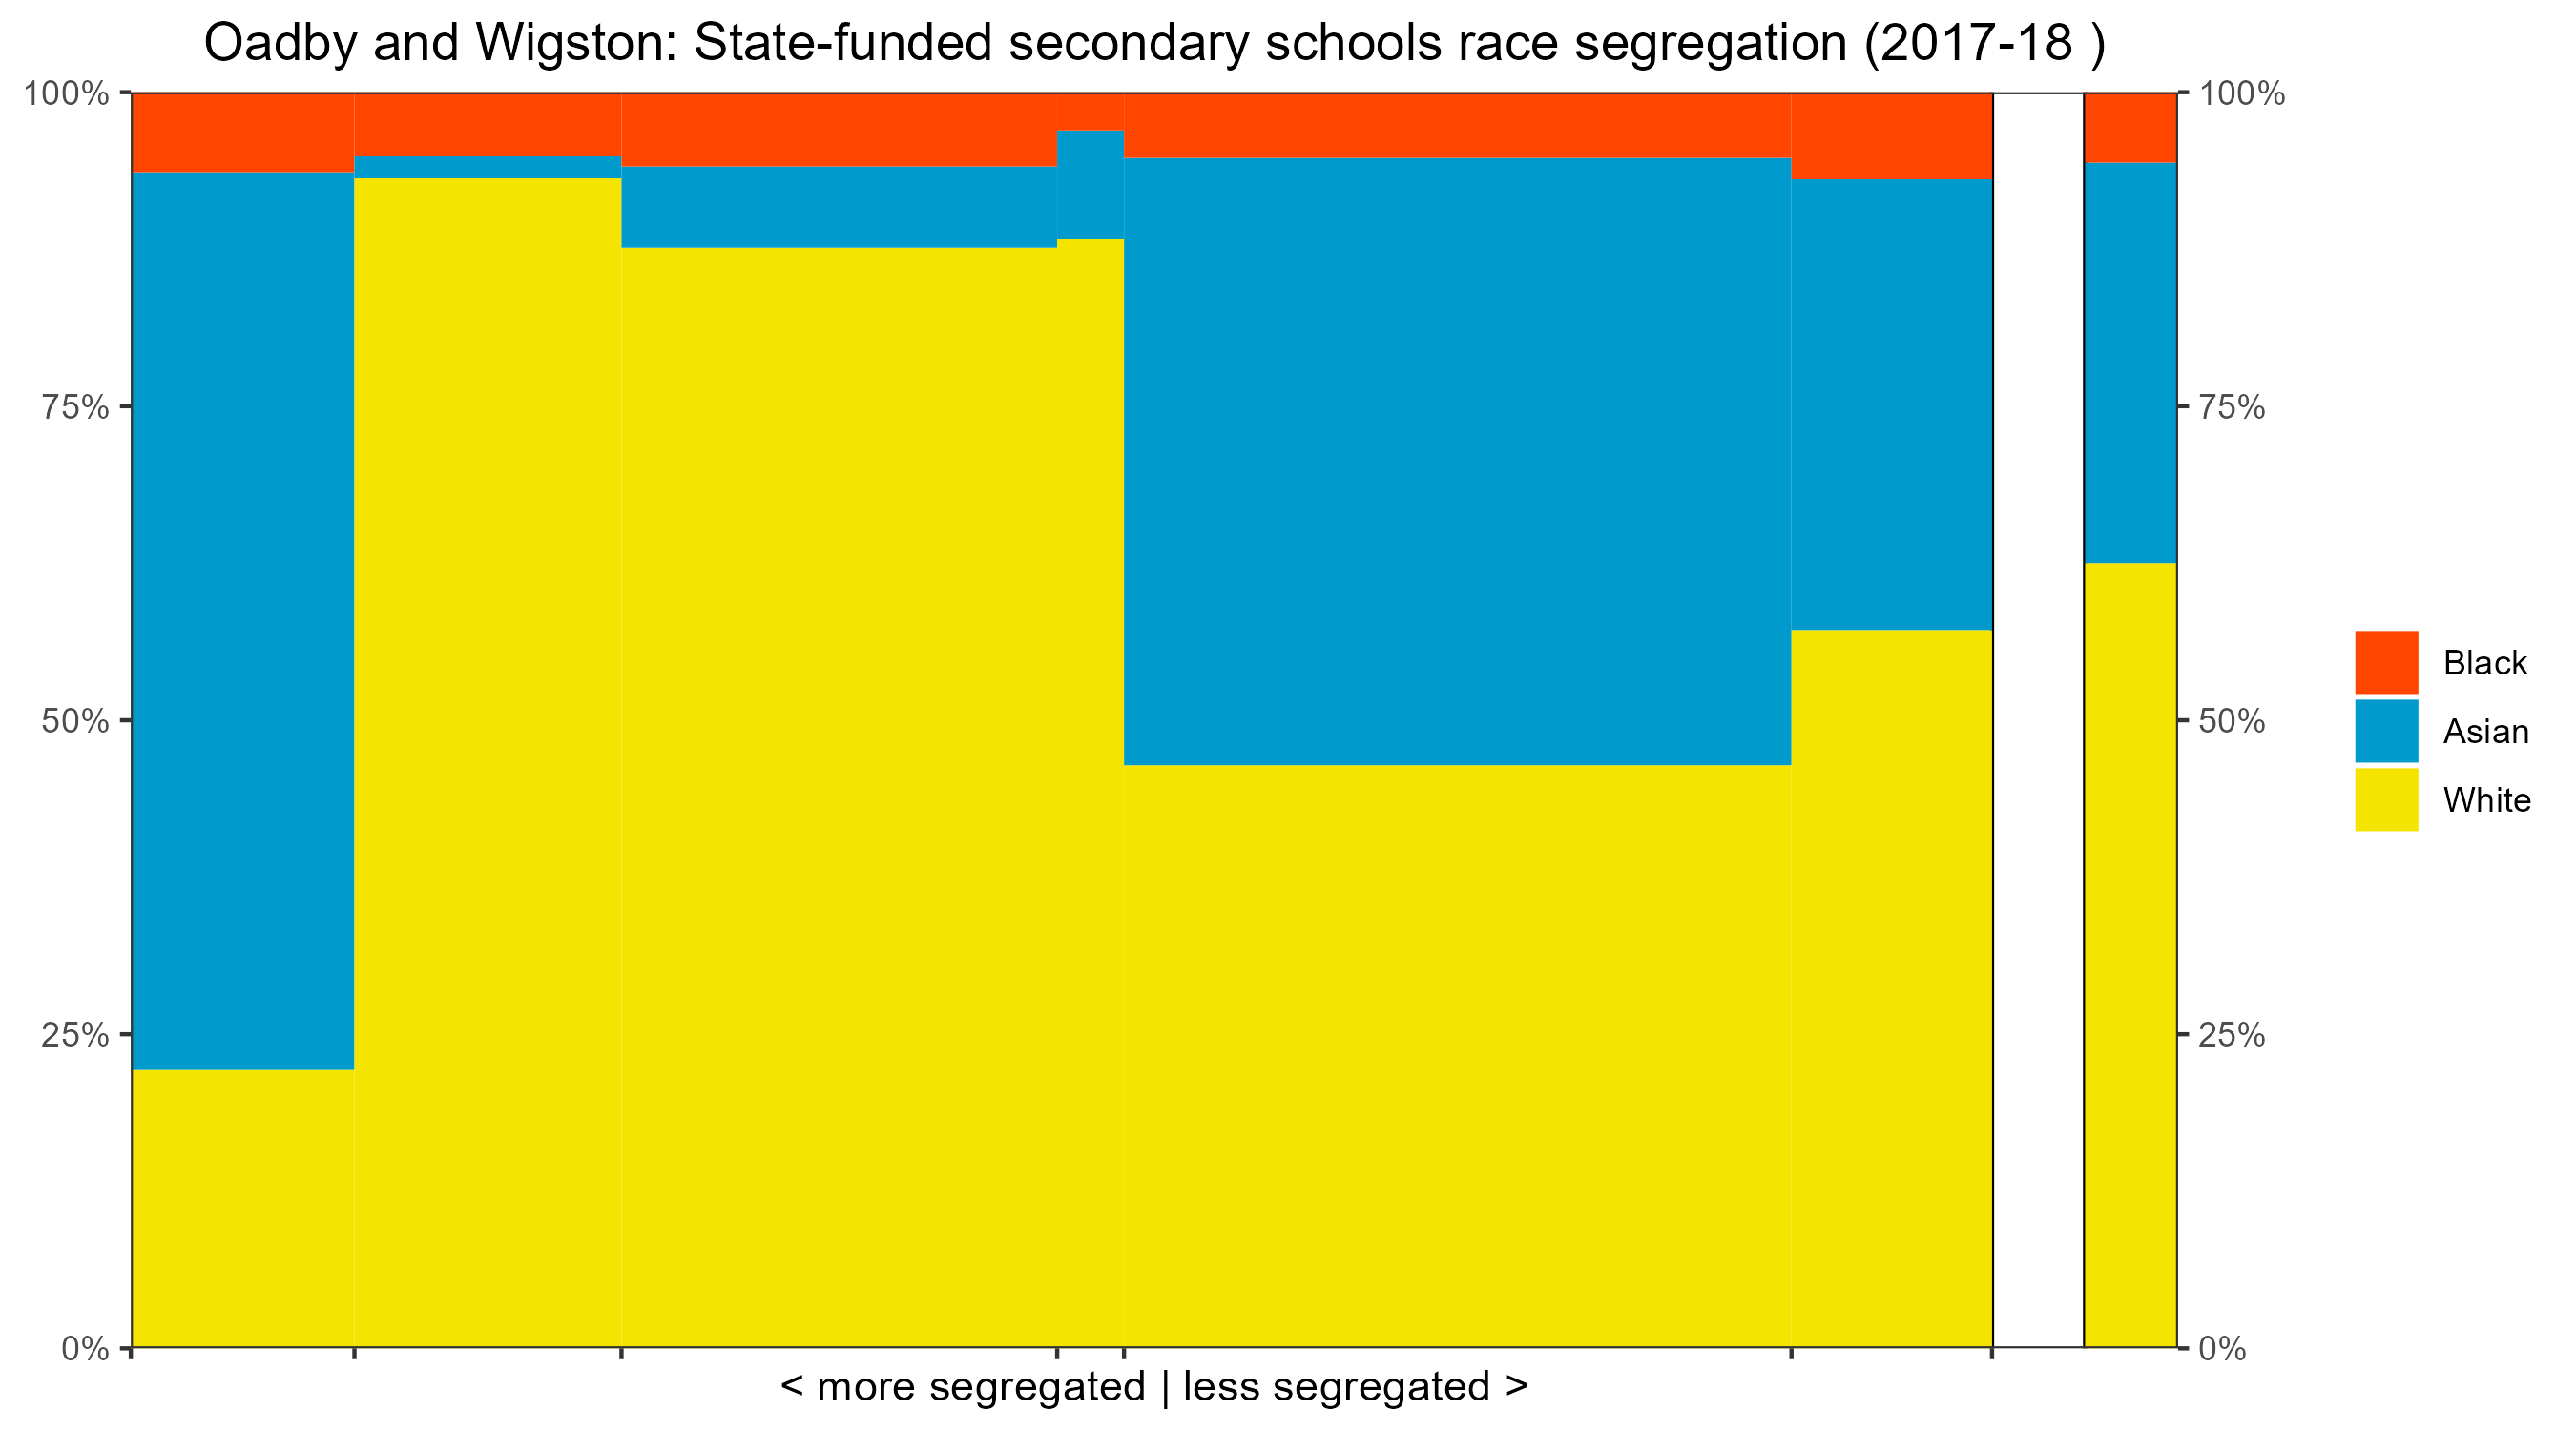 Oadby and Wigston: State-funded secondary schools race segregation (2017-18 )
100%
75%
50%
25%
0%
100%
75%
50%
25%
0%
Black
Asian
White
< more segregated | less segregated >